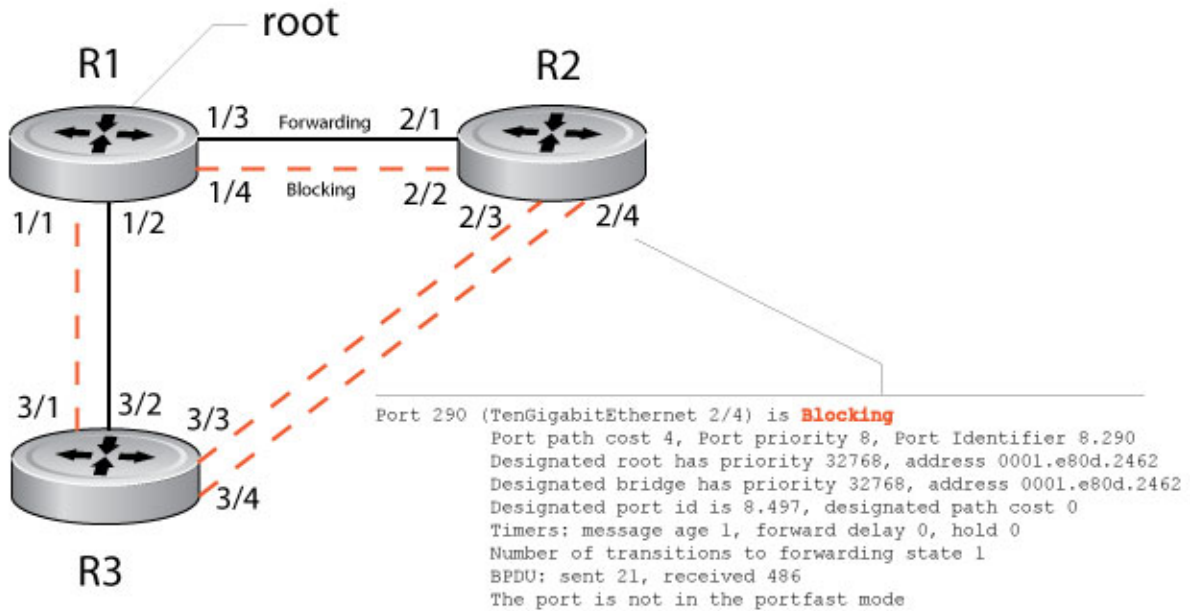 root
R1
R2
1/3 Forwarding 2/1
1/4 Blocking 2/2
1/1 1/2
2/3 2/4
3/1 3/2
3/3
3/4
R3
Port 290 (TenGigabitEthernet 2/4) is Blocking
Port path cost 4, Port priority 8, Port Identifier 8.290
Designated root has priority 32768, address 0001.e80d.2462
Designated bridge has priority 32768, address 0001.e80d.2462
Designated port id is 8.497, designated path cost 0
Timers: message age 1, forward delay 0, hold 0
Number of transitions to forwarding state 1
BPDU: sent 21, received 486
The port is not in the portfast mode